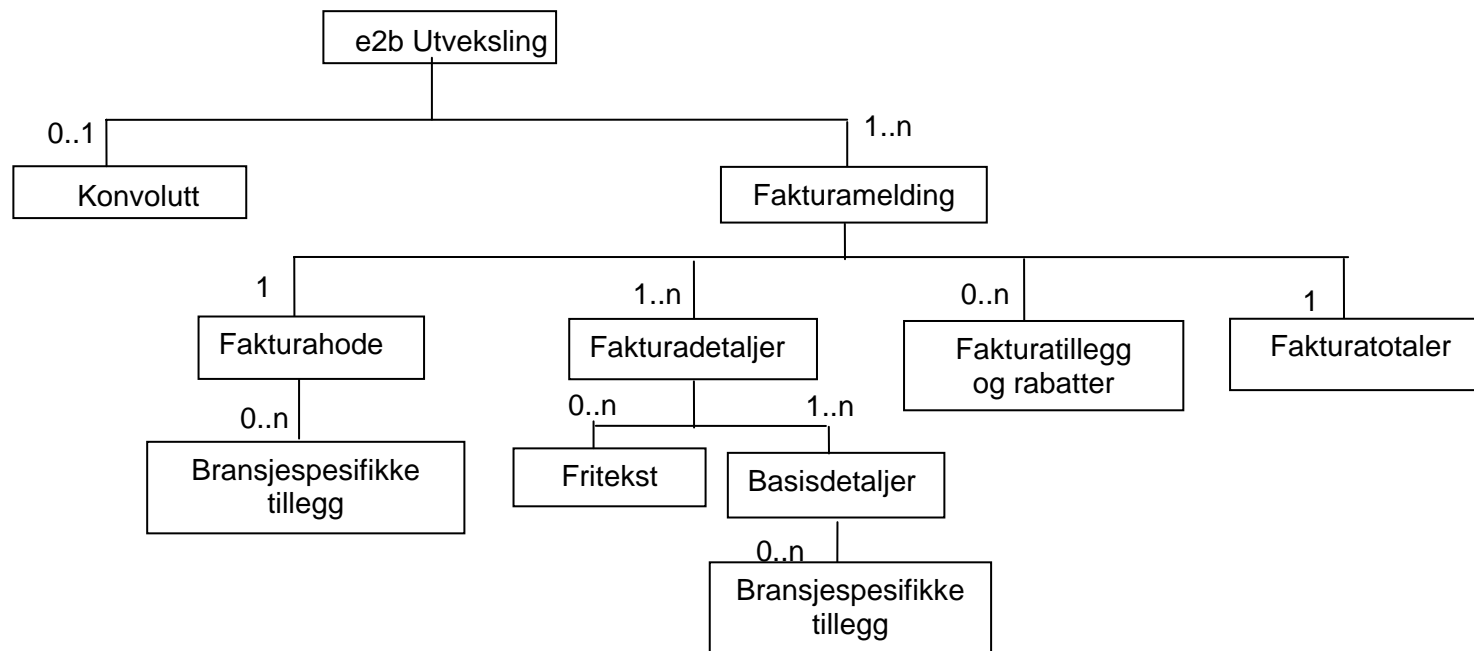 e2b Utveksling
0..1
1..n
Konvolutt
Fakturamelding
1
1..n
0..n
1
Fakturahode
Fakturadetaljer
Fakturatillegg
og rabatter
Fakturatotaler
0..n
0..n
1..n
Bransjespesifikke
tillegg
Fritekst
Basisdetaljer
0..n
Bransjespesifikke
tillegg